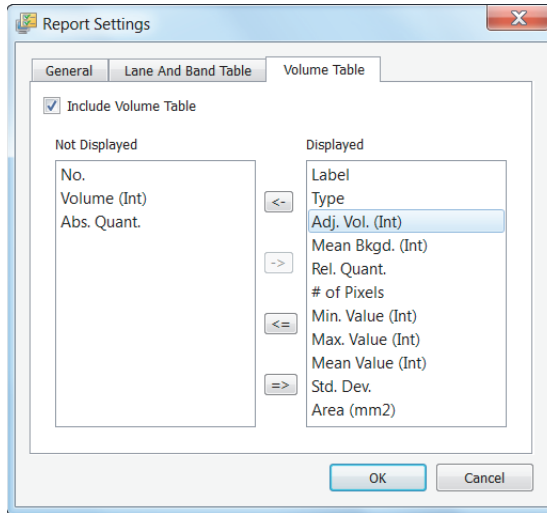 Report Settings
X
General Lane And Band Table Volume Table
Include Volume Table
Not Displayed
No.
Volume (Int)
Abs. Quant.
<-
->
<=
=>
Displayed
Label
Type
Adj. Vol. (Int)
Mean Bkgd. (Int)
Rel. Quant.
# of Pixels
Min. Value (Int)
Max. Value (Int)
Mean Value (Int)
Std. Dev.
Area (mm2)
OK Cancel